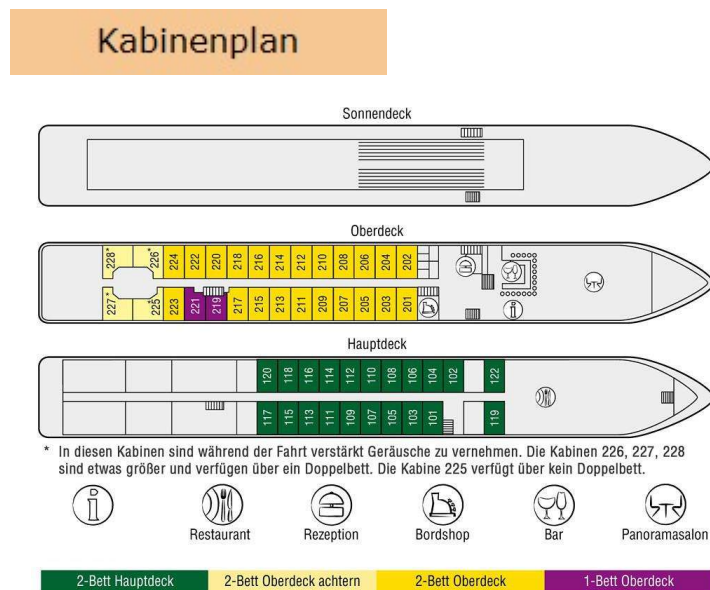 Kabinenplan
Sonnendeck
Oberdeck
228* 226* 224 222 220 218 216 214 212 210 208 206 204 202
227* 225* 223 221 219 217 215 213 211 209 207 205 203 201
Hauptdeck
120 118 116 114 112 110 108 106 104 102 122
117 115 113 111 109 107 105 103 101 119
* In diesen Kabinen sind während der Fahrt verstärkt Geräusche zu vernehmen. Die Kabinen 226, 227, 228
sind etwas größer und verfügen über ein Doppelbett. Die Kabine 225 verfügt über kein Doppelbett.
Restaurant Rezeption Bordshop Bar Panoramasalon
2-Bett Hauptdeck 2-Bett Oberdeck achtern 2-Bett Oberdeck 1-Bett Oberdeck